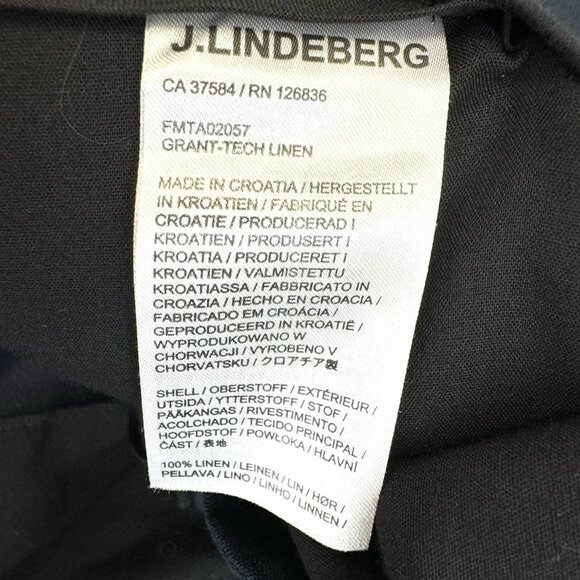 J.LINDEBERG
CA 37584 / RN 126836
FMTA02057
GRANT-TECH LINEN
MADE IN CROATIA / HERGESTELLT
IN KROATIEN / FABRIQUÉ EN
CROATIE / PRODUCERAD I
KROATIEN / PRODUSERT I
KROATIA / PRODUCERET I
KROATIEN / VALMISTETTU
KROATIASSA / FABBRICATO IN
CROAZIA / HECHO EN CROACIA /
FABRICADO EM CROÁCIA /
GEPRODUCEERD IN KROATIË /
WYPRODUKOWANO W
CHORWACJI / VYROBENO V
CHORVATSKU / クロアチア製
SHELL / OBERSTOFF / EXTÉRIEUR /
UTSIDA / YTTERSTOFF / STOF /
PÄÄKANGAS / RIVESTIMENTO /
ACOLCHADO / TECIDO PRINCIPAL /
HOOFDSTOF / POWŁOKA / HLAVNÍ
ČÁST / 表地
100% LINEN / LEINEN / LIN / HØR /
PELLAVA / LINO / LINHO / LINNEN /